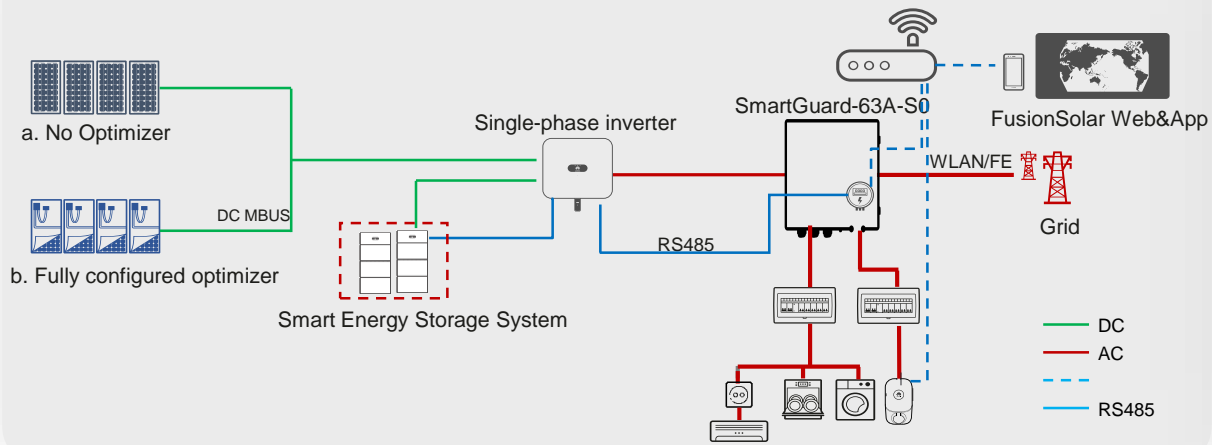 a. No Optimizer
DC MBUS
b. Fully configured optimizer
Single-phase inverter
Smart Energy Storage System
RS485
SmartGuard-63A-S0
FusionSolar Web&App
WLAN/FE
Grid
DC
AC
RS485